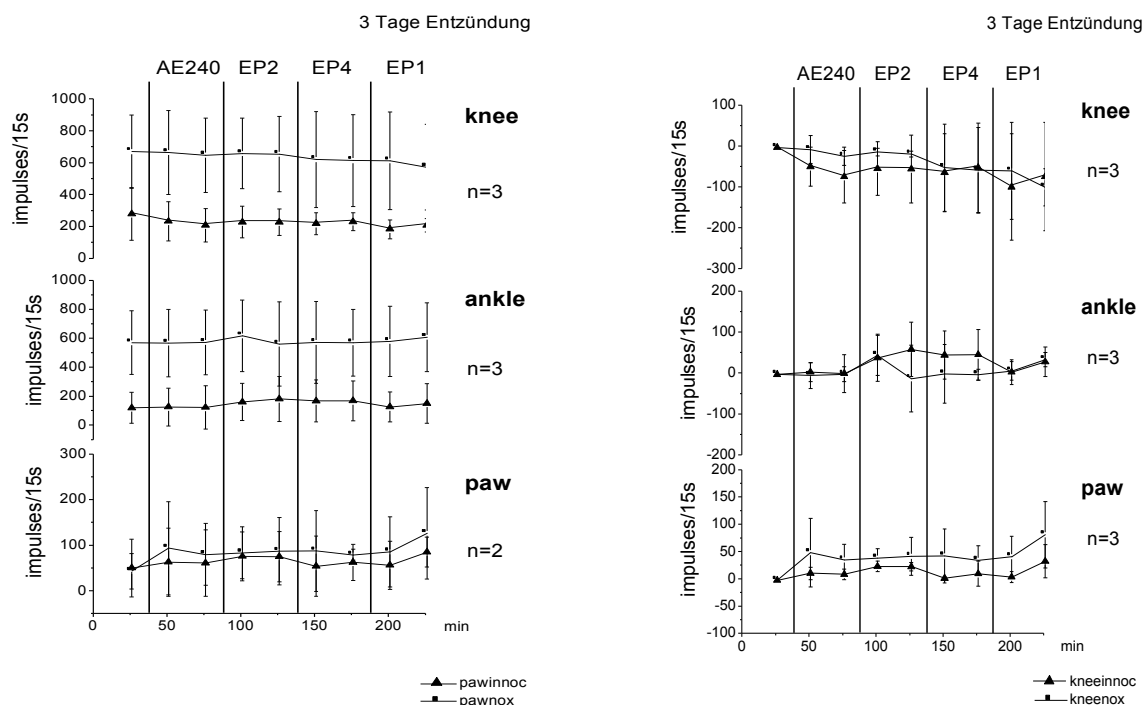 3 Tage Entzündung
AE240 EP2 EP4 EP1
1000
800
600
400
200
0
impulses/15s
knee
n=3
1000
800
600
400
200
0
impulses/15s
ankle
n=3
300
200
100
0
impulses/15s
paw
n=2
0 50 100 150 200 min
pawinnoc
pawnox
3 Tage Entzündung
AE240 EP2 EP4 EP1
100
0
-100
-200
-300
impulses/15s
knee
n=3
200
100
0
-100
200
impulses/15s
ankle
n=3
200
150
100
50
0
-50
-100
impulses/15s
paw
n=3
0 50 100 150 200 min
kneeinnoc
kneenox